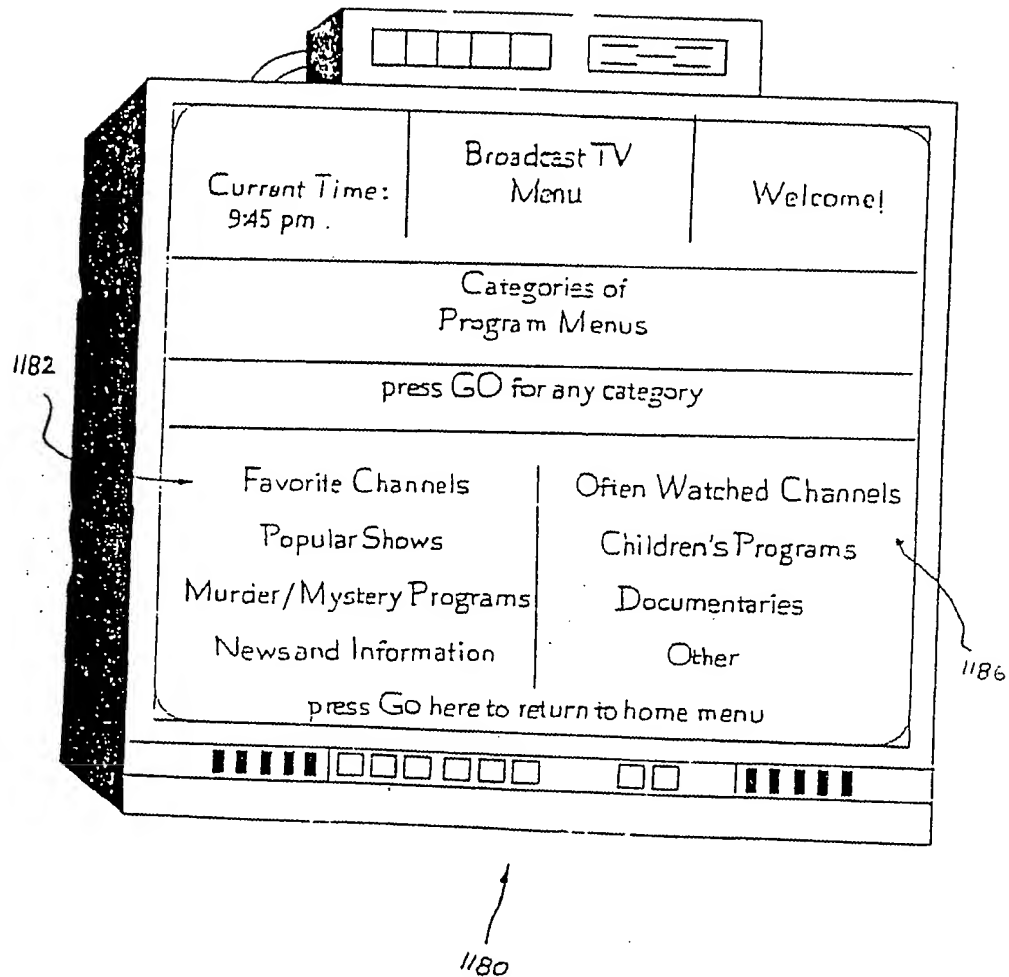 Broadcast TV
Menu
Current Time:
9:45 pm.
Welcome!
Categories of
Program Menus
press GO for any category
1182
Favorite Channels
Often Watched Channels
Popular Shows
Children's Programs
Murder/Mystery Programs
Documentaries
News and Information
Other
1186
press Go here to return to home menu
1180